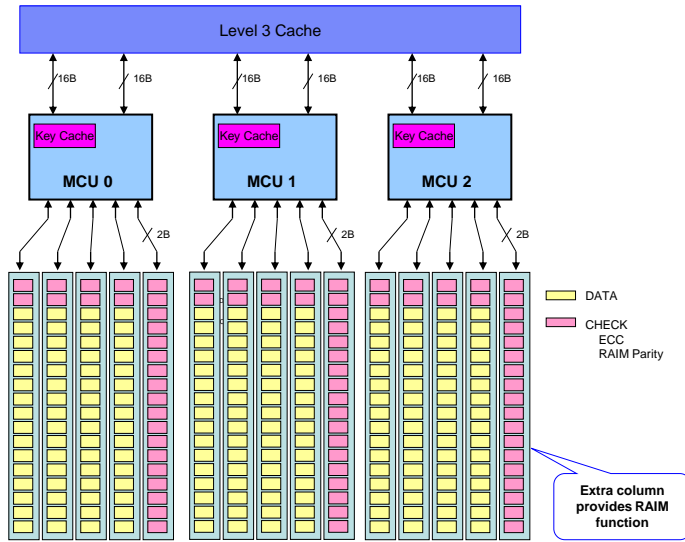 Level 3 Cache
16B
16B
16B
16B
16B
16B
Key Cache
Key Cache
Key Cache
MCU 0
MCU 1
MCU 2
2B
2B
2B
DATA
CHECK
ECC
RAIM Parity
Extra column
provides RAIM
function